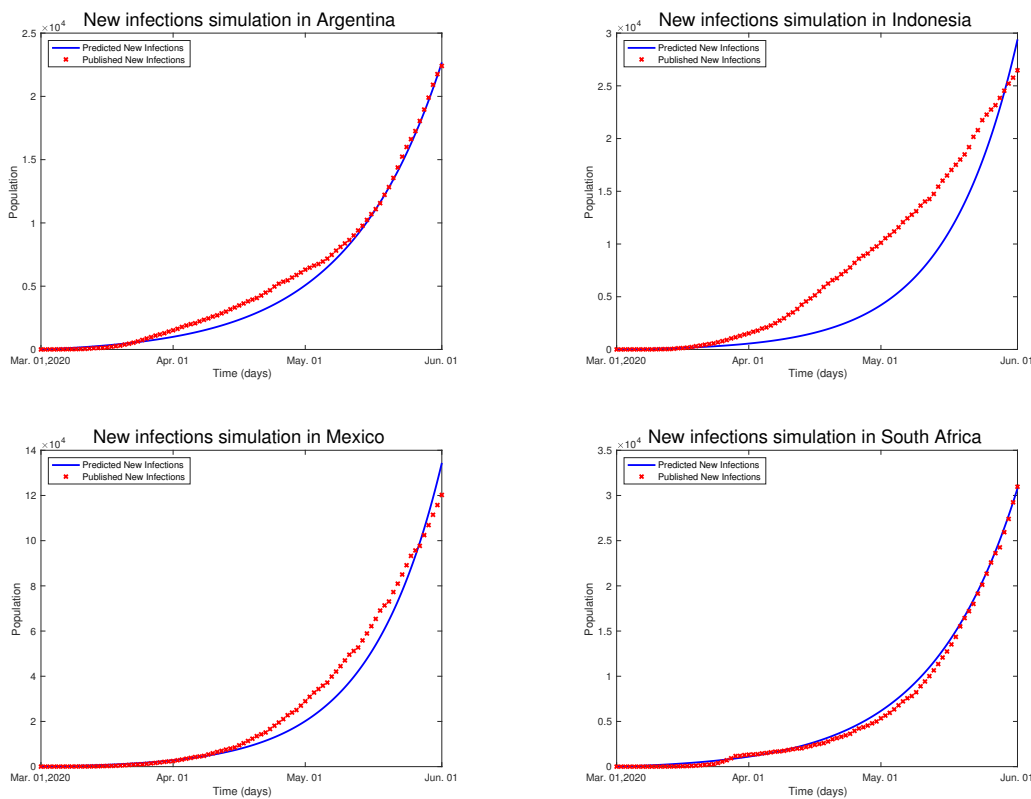 New infections simulation in Argentina
×10^4
2.5
2
1.5
1
0.5
0
Population
Predicted New Infections
Published New Infections
Mar. 01,2020
Apr. 01
May. 01
Jun. 01
Time (days)
New infections simulation in Indonesia
×10^4
3
2.5
2
1.5
1
0.5
0
Population
Predicted New Infections
Published New Infections
Mar. 01,2020
Apr. 01
May. 01
Jun. 01
Time (days)
New infections simulation in Mexico
×10^4
14
12
10
8
6
4
2
0
Population
Predicted New Infections
Published New Infections
Mar. 01,2020
Apr. 01
May. 01
Jun. 01
Time (days)
New infections simulation in South Africa
×10^4
3.5
3
2.5
2
1.5
1
0.5
0
Population
Predicted New Infections
Published New Infections
Mar. 01,2020
Apr. 01
May. 01
Jun. 01
Time (days)